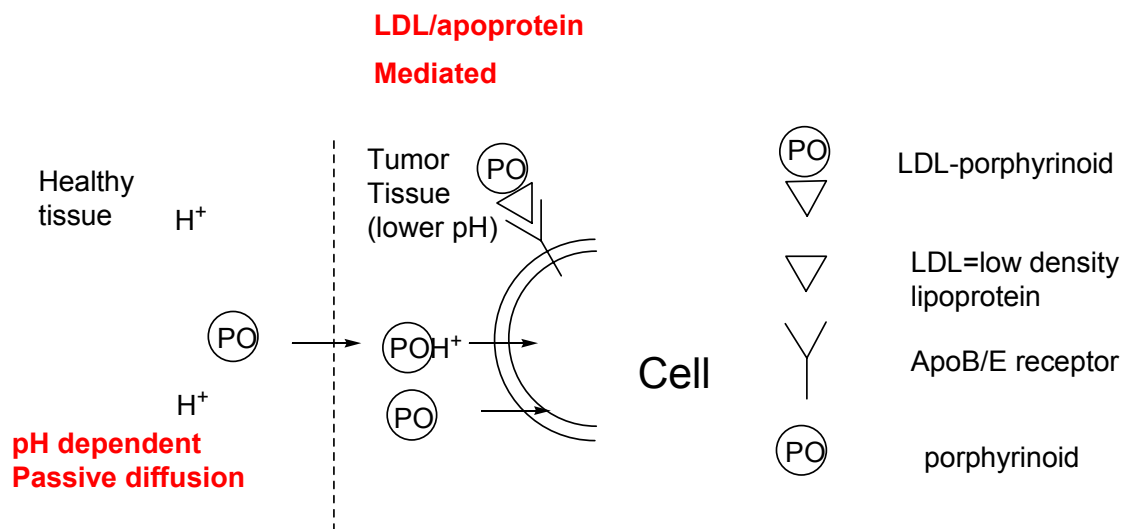 LDL/apoprotein
Mediated
Healthy
tissue
H+
PO
H+
pH dependent
Passive diffusion
Tumor
Tissue
(lower pH)
PO
POH+
PO
Cell
PO
LDL-porphyrinoid
LDL=low density
lipoprotein
ApoB/E receptor
PO
porphyrinoid